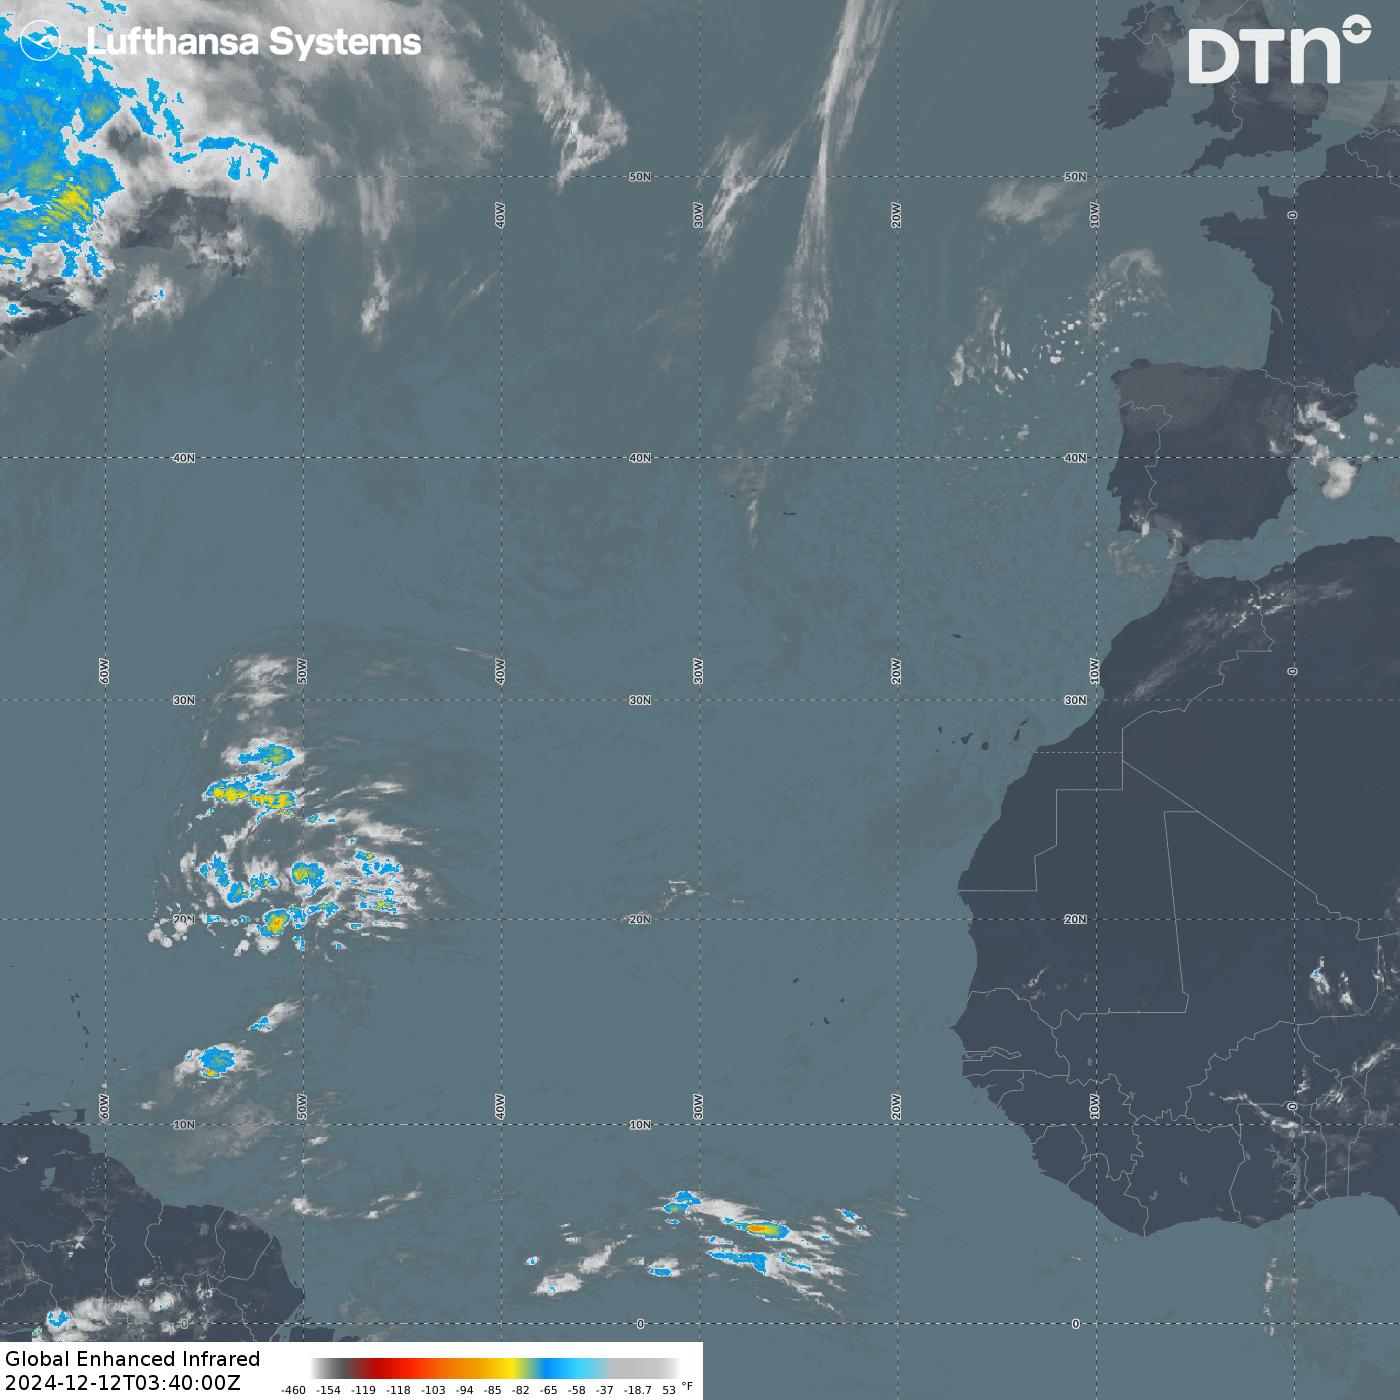 Lufthansa Systems
DTN
50N 50N
40W 30W 20W 10W 0
40N 40N 40N
60W 50W 40W 30W 20W 10W 0
30N 30N 30N
20N 20N 20N
60W 50W 40W 30W 20W 10W 0
10N 10N 10N
0 0 0
Global Enhanced Infrared
2024-12-12T03:40:00Z
-460 -154 -119 -118 -103 -94 -85 -82 -65 -58 -37 -18.7 53 °F